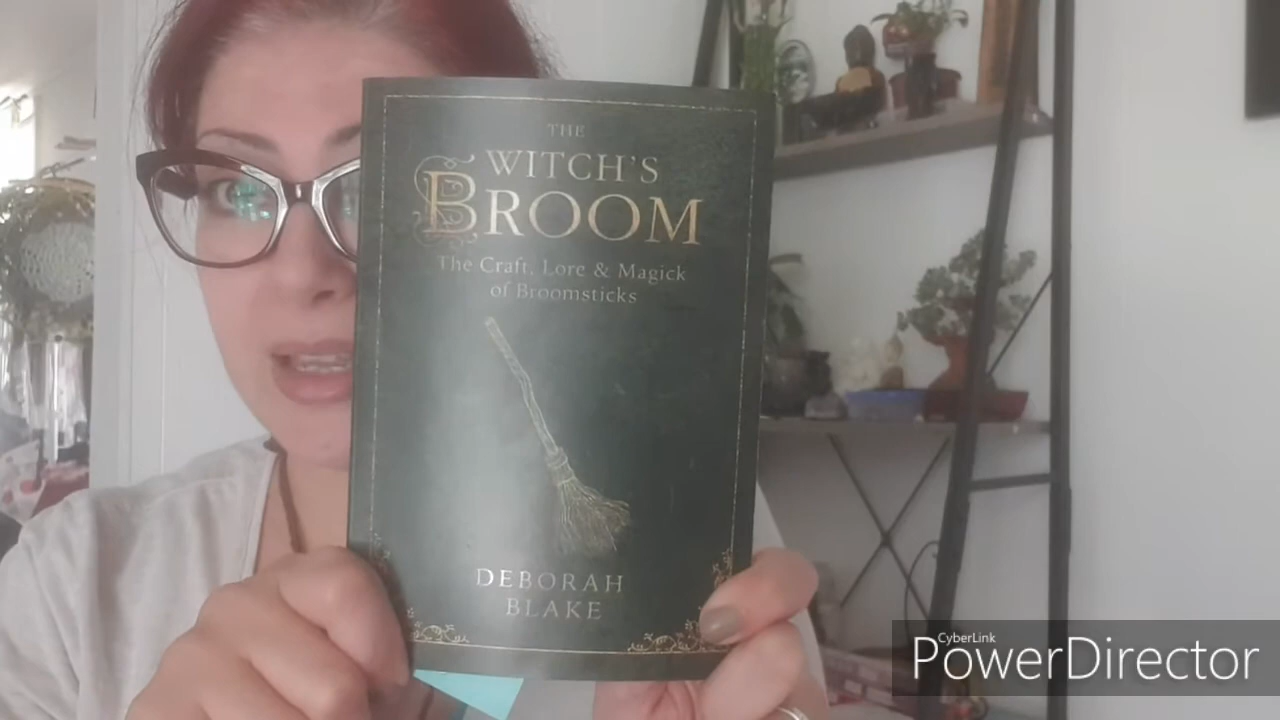 THE
WITCH'S
BROOM
The Craft, Lore & Magick
of Broomsticks
DEBORAH
BLAKE
CyberLink
PowerDirector